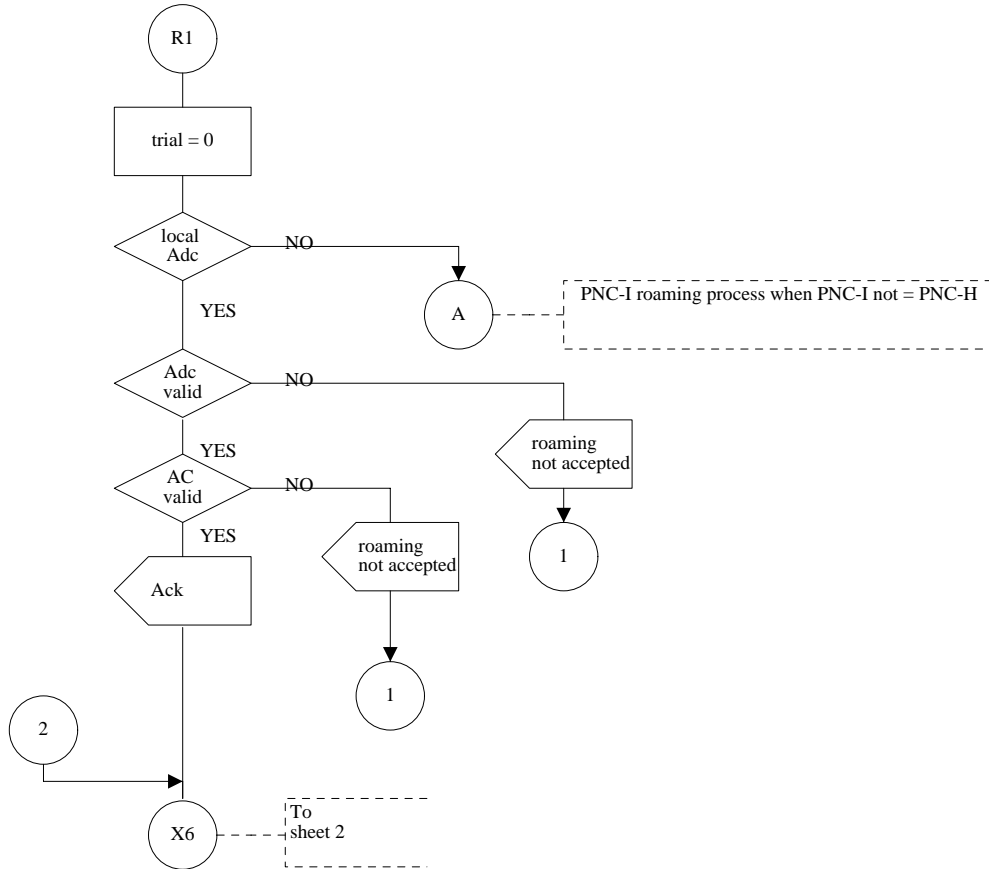 R1
trial = 0
local
Adc
NO
A
PNC-I roaming process when PNC-I not = PNC-H
YES
Adc
valid
NO
roaming
not accepted
YES
AC
valid
NO
roaming
not accepted
1
YES
Ack
1
2
X6
To
sheet 2